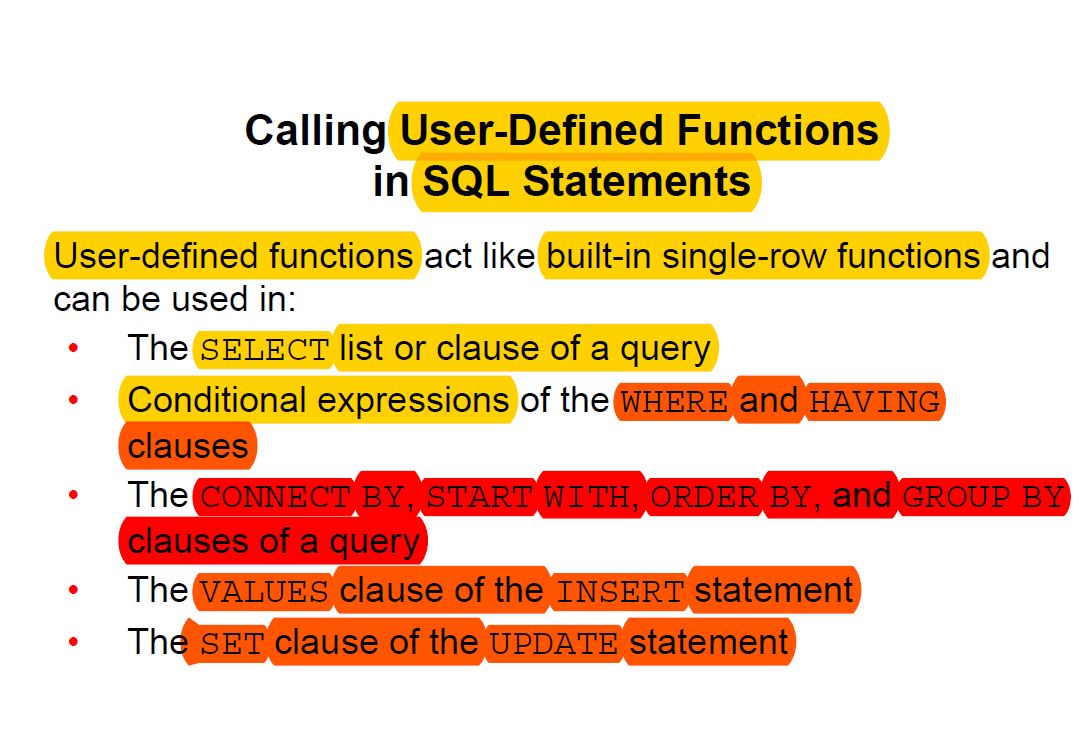 Calling User-Defined Functions
in SQL Statements
User-defined functions act like built-in single-row functions and
can be used in:
• The SELECT list or clause of a query
• Conditional expressions of the WHERE and HAVING
clauses
• The CONNECT BY, START WITH, ORDER BY, and GROUP BY
clauses of a query
• The VALUES clause of the INSERT statement
• The SET clause of the UPDATE statement